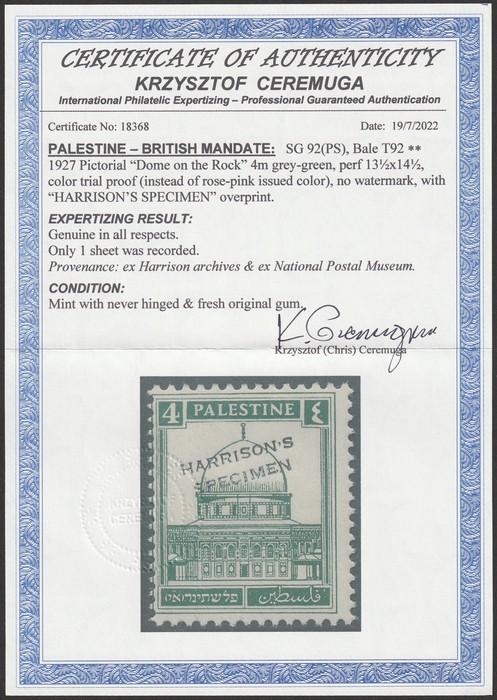 CERTIFICATE OF AUTHENTICITY
KRZYSZTOF CEREMUGA
International Philatelic Expertizing – Professional Guaranteed Authentication
Certificate No: 18368 Date: 19/7/2022
PALESTINE – BRITISH MANDATE: SG 92(PS), Bale T92 **
1927 Pictorial “Dome on the Rock” 4m grey-green, perf 13½x14½,
color trial proof (instead of rose-pink issued color), no watermark, with
“HARRISON’S SPECIMEN” overprint.
EXPERTIZING RESULT:
Genuine in all respects.
Only 1 sheet was recorded.
Provenance: ex Harrison archives & ex National Postal Museum.
CONDITION:
Mint with never hinged & fresh original gum.
K. Ceremuga
Krzysztof (Chris) Ceremuga
4 PALESTINE ٤
HARRISON'S
SPECIMEN
פלשתינה (א״י) فلسطين